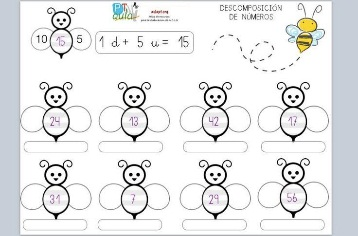 DESCOMPOSICIÓN
DE NÚMEROS
10 15 5
1 d + 5 u = 15
24 13 42 17
31 7 29 56